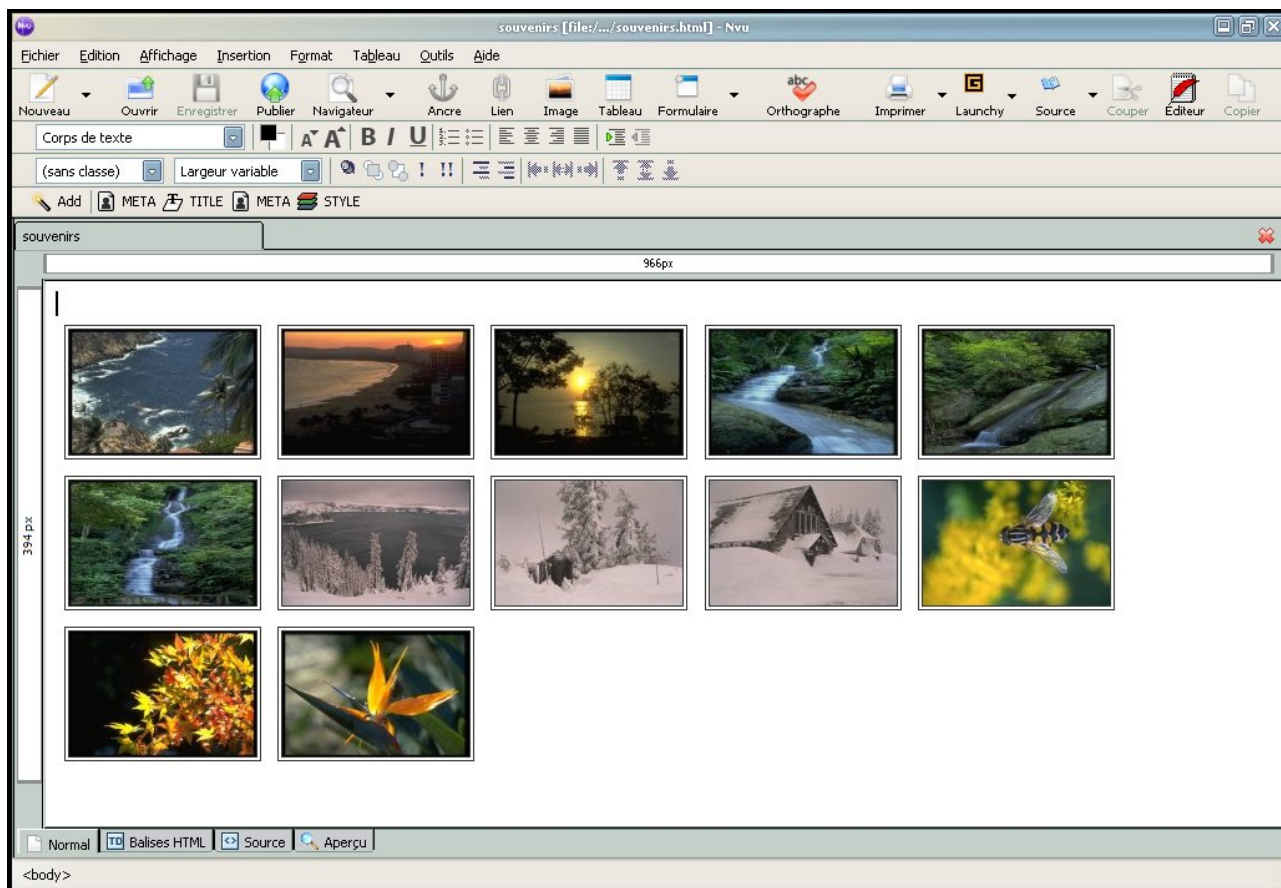 souvenirs [file:/.../souvenirs.html] - Nvu
Fichier Edition Affichage Insertion Format Tableau Outils Aide
Nouveau Ouvrir Enregistrer Publier Navigateur Ancre Lien Image Tableau Formulaire Orthographe Imprimer Launchy Source Couper Éditeur Copier
Corps de texte
(sans classe) Largeur variable
Add META TITLE META STYLE
souvenirs
966px
394px
Normal Balises HTML Source Aperçu
<body>